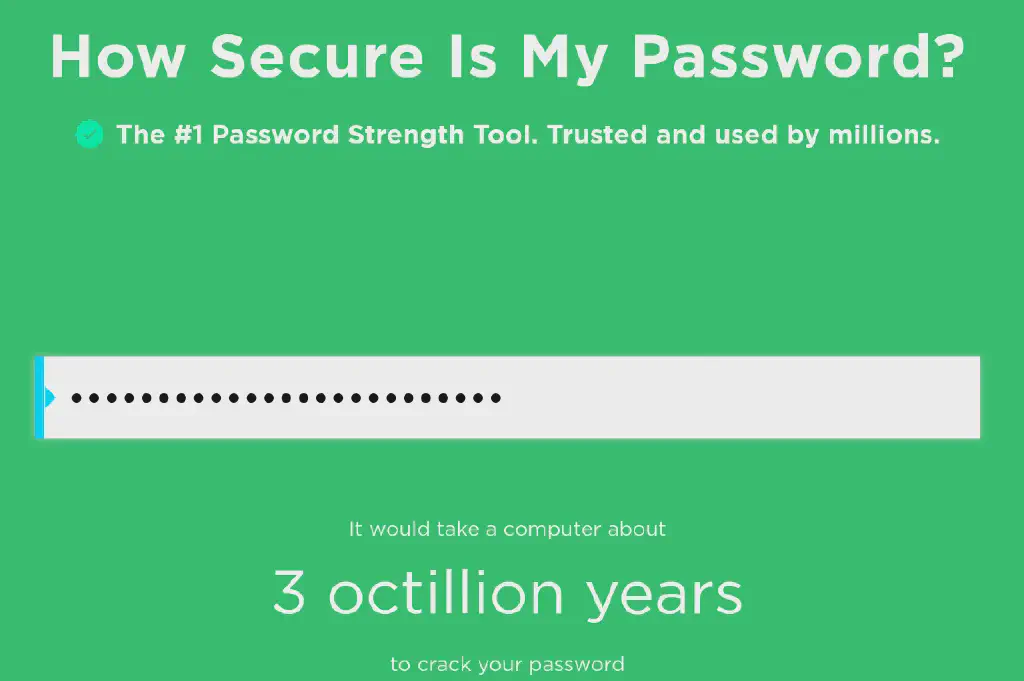 How Secure Is My Password?
The #1 Password Strength Tool. Trusted and used by millions.
•••••••••••••••••••••••••
It would take a computer about
3 octillion years
to crack your password